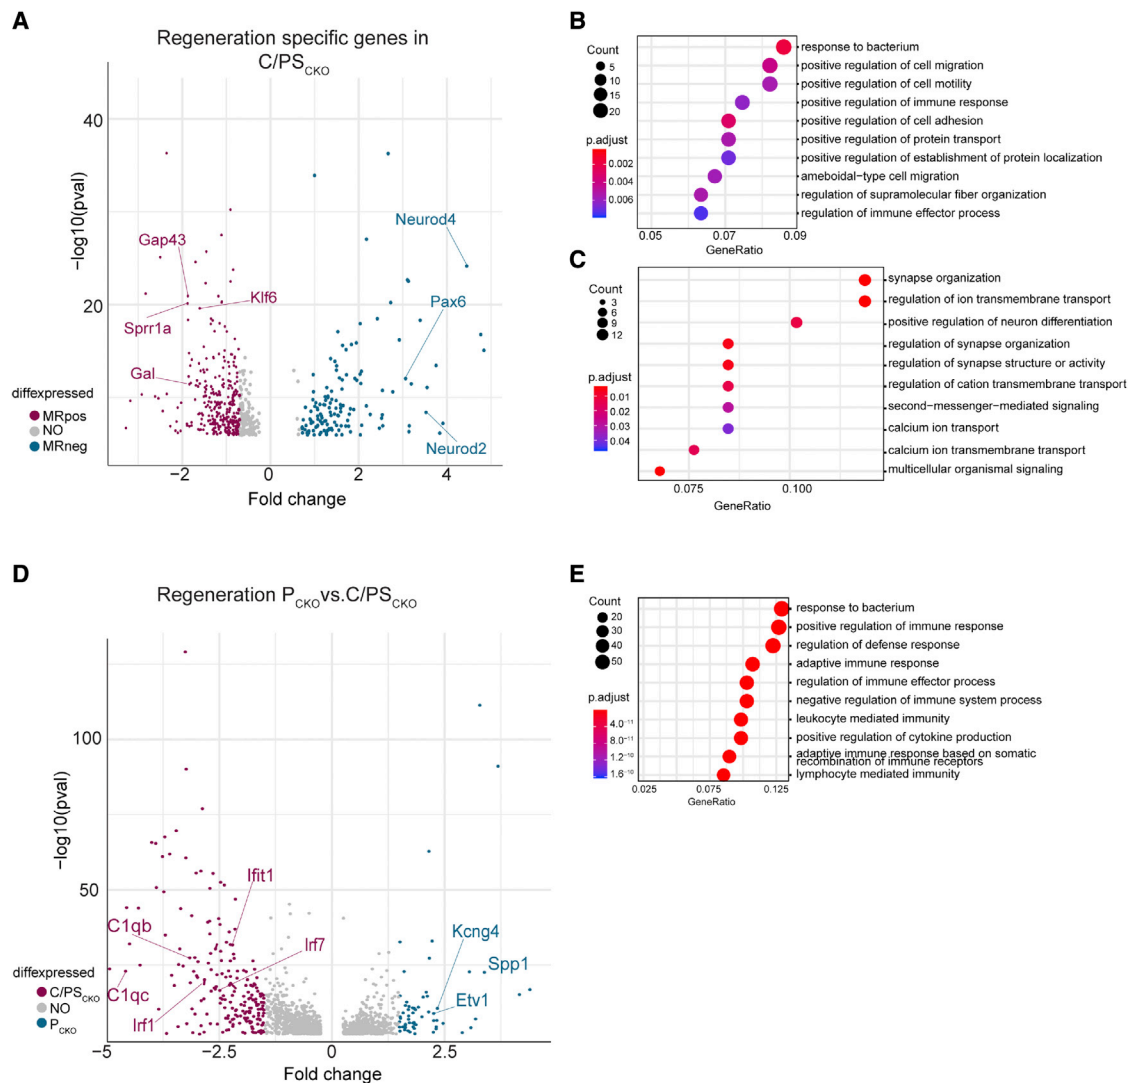 A
Regeneration specific genes in
C/PS_CKO
40
20
−log10(pval)
Neurod4
Gap43
Klf6
Pax6
Sprr1a
Gal
Neurod2
diffexpressed
MRpos
NO
MRneg
−2
0
2
4
Fold change
B
Count
5
10
15
20
p.adjust
0.002
0.004
0.006
response to bacterium
positive regulation of cell migration
positive regulation of cell motility
positive regulation of immune response
positive regulation of cell adhesion
positive regulation of protein transport
positive regulation of establishment of protein localization
ameboidal-type cell migration
regulation of supramolecular fiber organization
regulation of immune effector process
0.05
0.07
0.09
GeneRatio
C
Count
3
6
9
12
p.adjust
0.01
0.02
0.03
0.04
synapse organization
regulation of ion transmembrane transport
positive regulation of neuron differentiation
regulation of synapse organization
regulation of synapse structure or activity
regulation of cation transmembrane transport
second-messenger-mediated signaling
calcium ion transport
calcium ion transmembrane transport
multicellular organismal signaling
0.075
0.100
GeneRatio
D
Regeneration P_CKO vs. C/PS_CKO
100
50
−log10(pval)
Ifit1
C1qb
Irf7
Kcng4
Spp1
C1qc
Irf1
Etv1
diffexpressed
C/PS_CKO
NO
P_CKO
−5
−2.5
0
2.5
Fold change
E
Count
20
30
40
50
p.adjust
4.0⁻¹¹
8.0⁻¹¹
1.2⁻¹⁰
1.6⁻¹⁰
response to bacterium
positive regulation of immune response
regulation of defense response
adaptive immune response
regulation of immune effector process
negative regulation of immune system process
leukocyte mediated immunity
positive regulation of cytokine production
adaptive immune response based on somatic
recombination of immune receptors
lymphocyte mediated immunity
0.025
0.075
0.125
GeneRatio